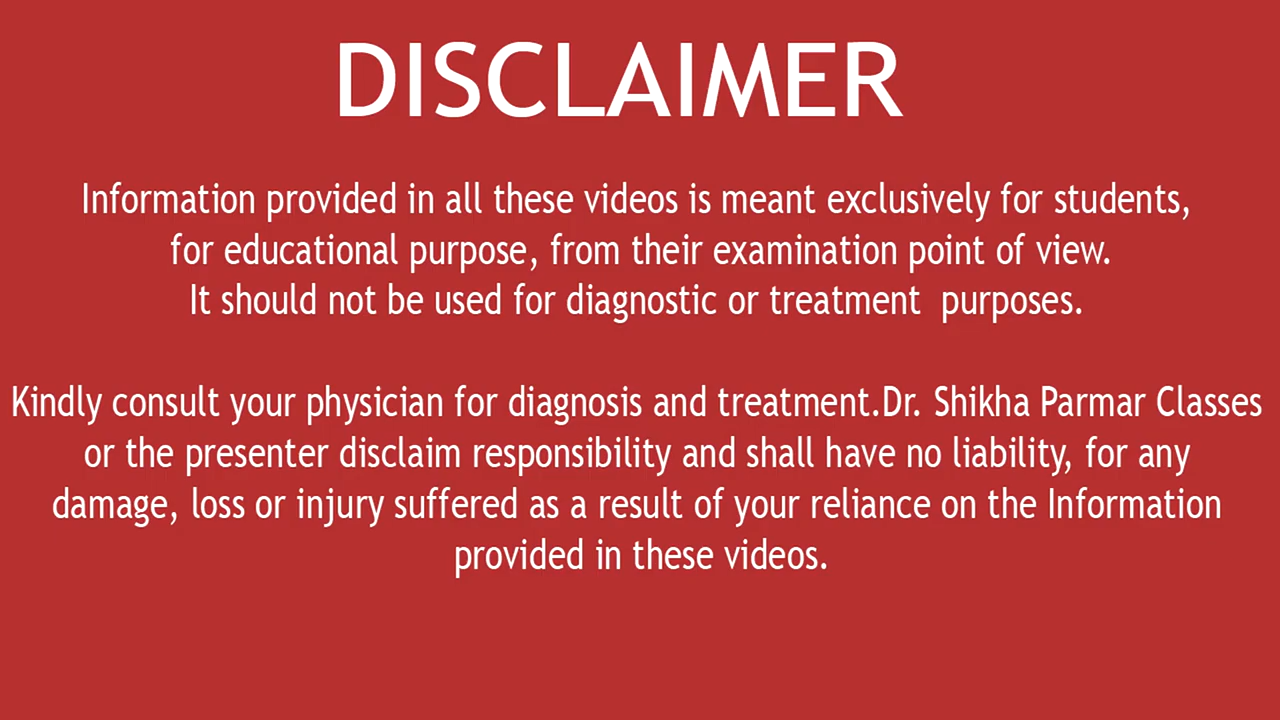 DISCLAIMER
Information provided in all these videos is meant exclusively for students,
for educational purpose, from their examination point of view.
It should not be used for diagnostic or treatment  purposes.
Kindly consult your physician for diagnosis and treatment.Dr. Shikha Parmar Classes
or the presenter disclaim responsibility and shall have no liability, for any
damage, loss or injury suffered as a result of your reliance on the Information
provided in these videos.